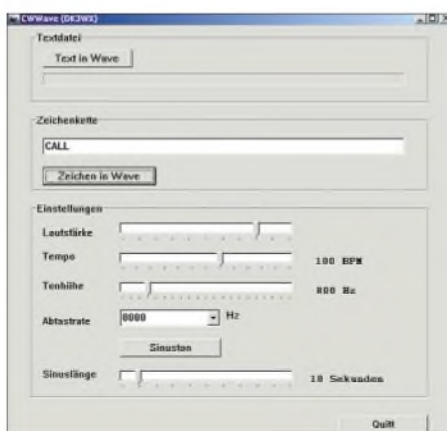 CWWave (DK3WX)
Textdatei
Text in Wave
Zeichenkette
CALL
Zeichen in Wave
Einstellungen
Lautstärke
Tempo 100 BPM
Tonhöhe 800 Hz
Abtastrate 8000 Hz
Sinuston
Sinuslänge 10 Sekunden
Quitt